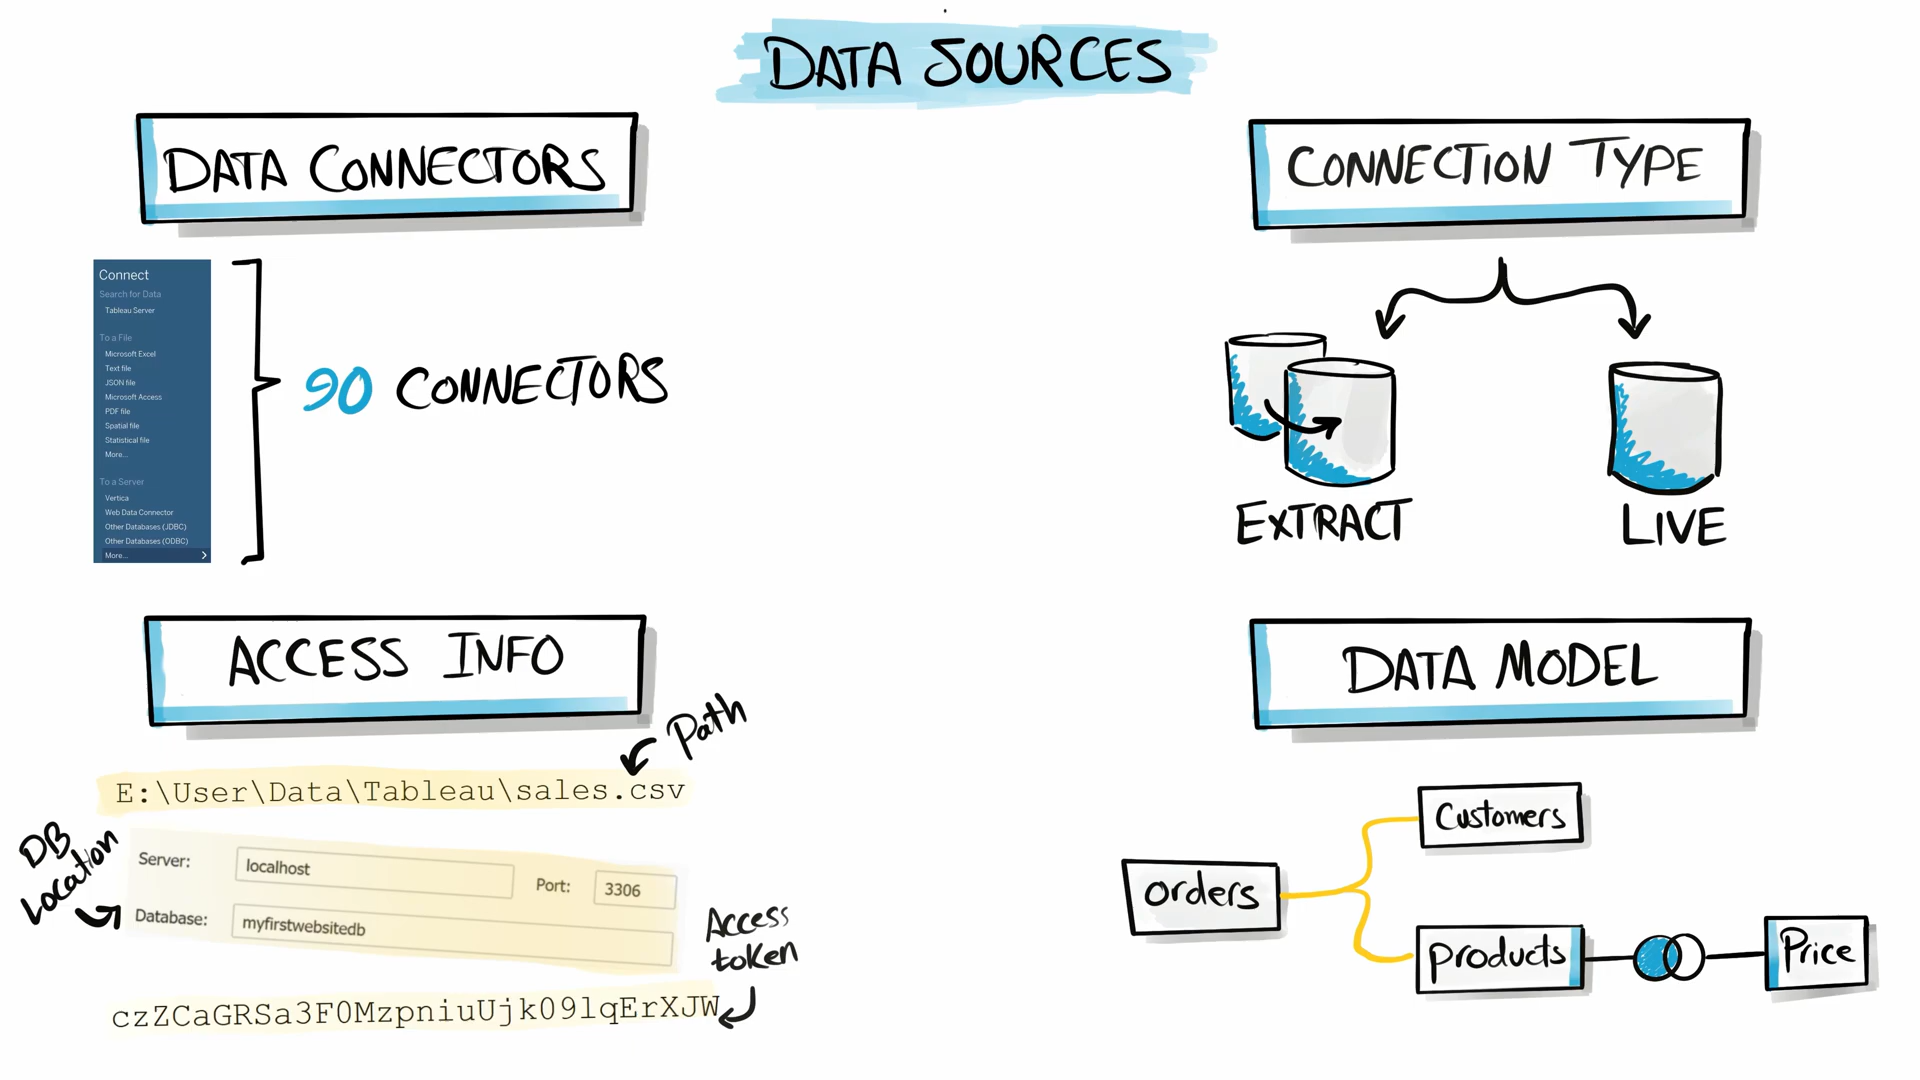 DATA SOURCES
DATA CONNECTORS
Connect
Search for Data
Tableau Server
To a File
Microsoft Excel
Text file
JSON file
Microsoft Access
PDF file
Spatial file
Statistical file
More...
To a Server
Vertica
Web Data Connector
Other Databases (JDBC)
Other Databases (ODBC)
More...
90 CONNECTORS
CONNECTION TYPE
EXTRACT
LIVE
ACCESS INFO
Path
E:\User\Data\Tableau\sales.csv
DB
Location
Server: localhost Port: 3306
Database: myfirstwebsitedb
Access
token
czZCaGRSa3F0MzpniuUjk09lqErXJW
DATA MODEL
Customers
orders
products
Price